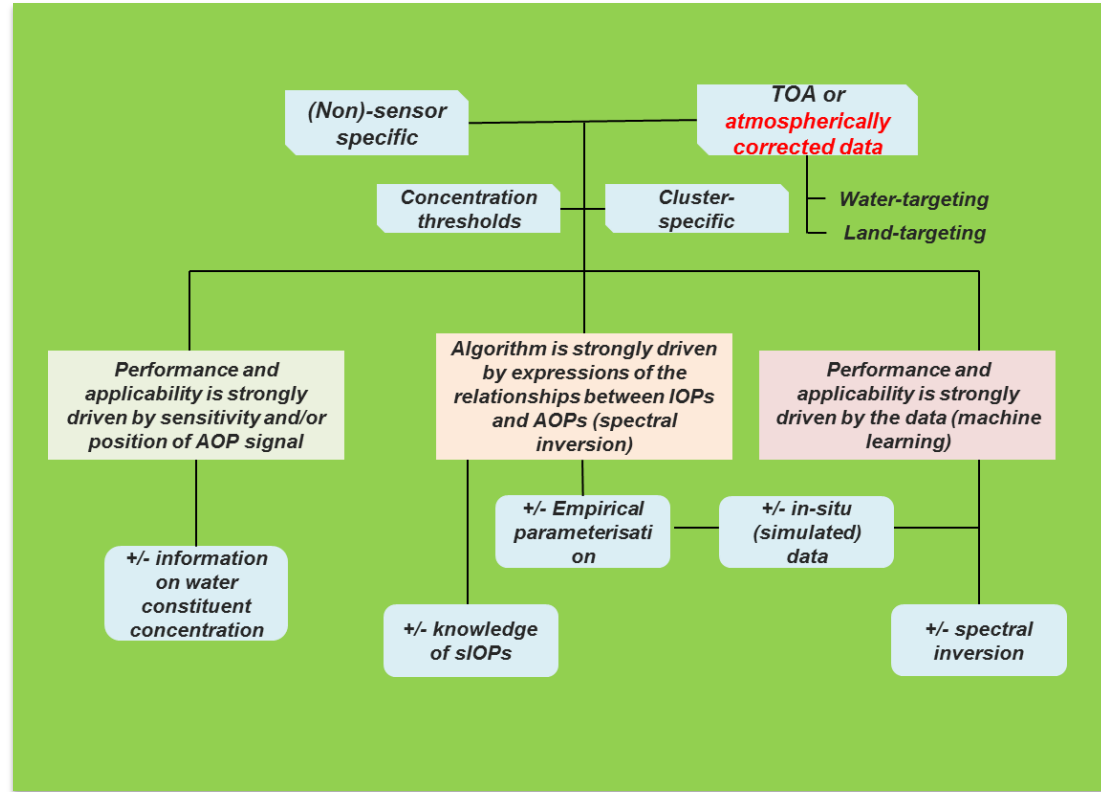 (Non)-sensor
specific
TOA or
atmospherically
corrected data
Concentration
thresholds
Cluster-
specific
Water-targeting
Land-targeting
Performance and
applicability is strongly
driven by sensitivity and/or
position of AOP signal
Algorithm is strongly driven
by expressions of the
relationships between IOPs
and AOPs (spectral
inversion)
Performance and
applicability is strongly
driven by the data (machine
learning)
+/- information
on water
constituent
concentration
+/- Empirical
parameterisati
on
+/- in-situ
(simulated)
data
+/- knowledge
of sIOPs
+/- spectral
inversion